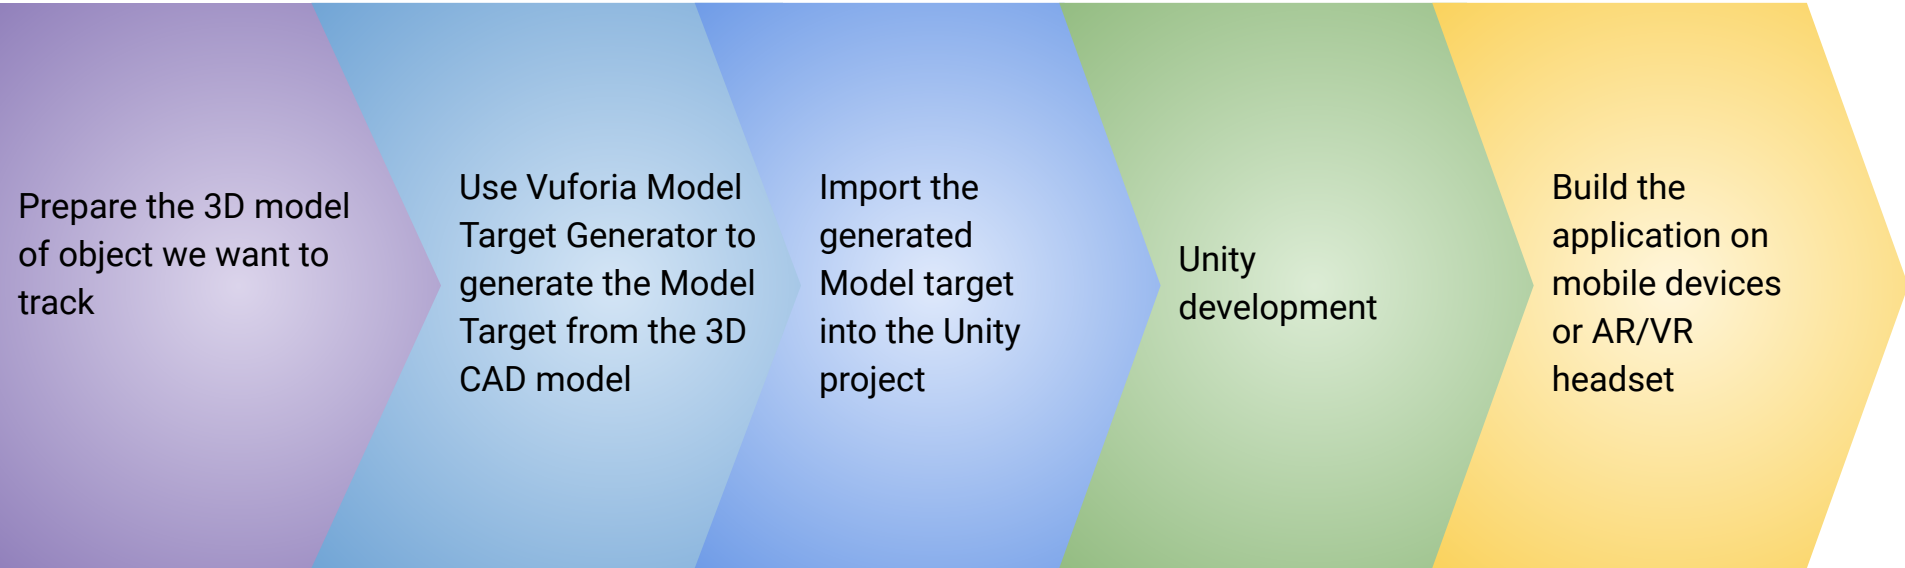 Prepare the 3D model
of object we want to
track
Use Vuforia Model
Target Generator to
generate the Model
Target from the 3D
CAD model
Import the
generated
Model target
into the Unity
project
Unity
development
Build the
application on
mobile devices
or AR/VR
headset